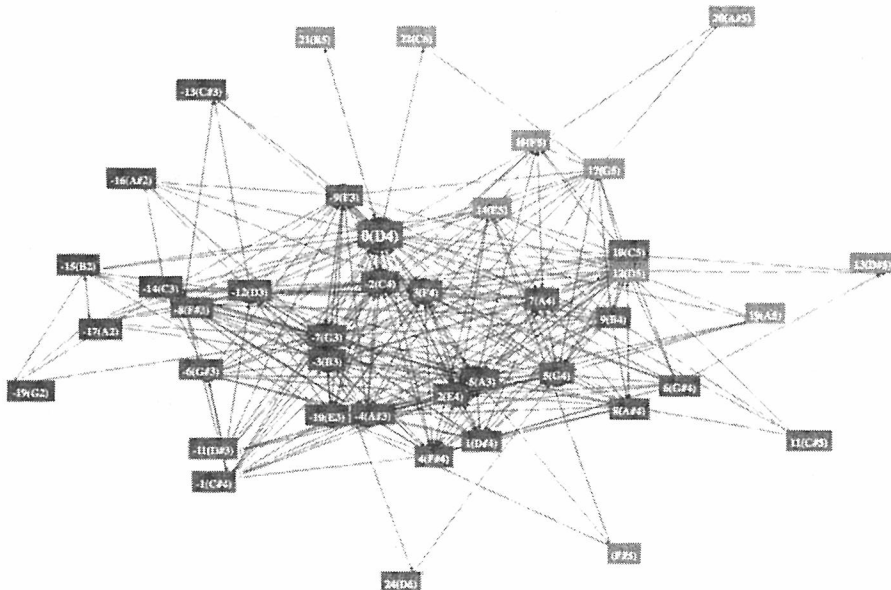 20(A#5)
21(B5)
22(C6)
-13(C#3)
16(F5)
17(G5)
-16(A#2)
-9(F3)
14(E5)
0(D4)
10(C5)
-15(B2)
12(D5)
-14(C3)
-12(D3)
-2(C4)
3(F4)
-8(F#3)
7(A4)
19(A5)
9(B4)
-17(A2)
-7(G3)
-3(B3)
-6(G#3)
-5(A3)
5(G4)
6(G#4)
-19(G2)
2(E4)
-10(E3)
-4(A#3)
8(A#4)
1(D#4)
11(C#5)
-11(D#3)
4(F#4)
-1(C#4)
(F#5)
24(D6)